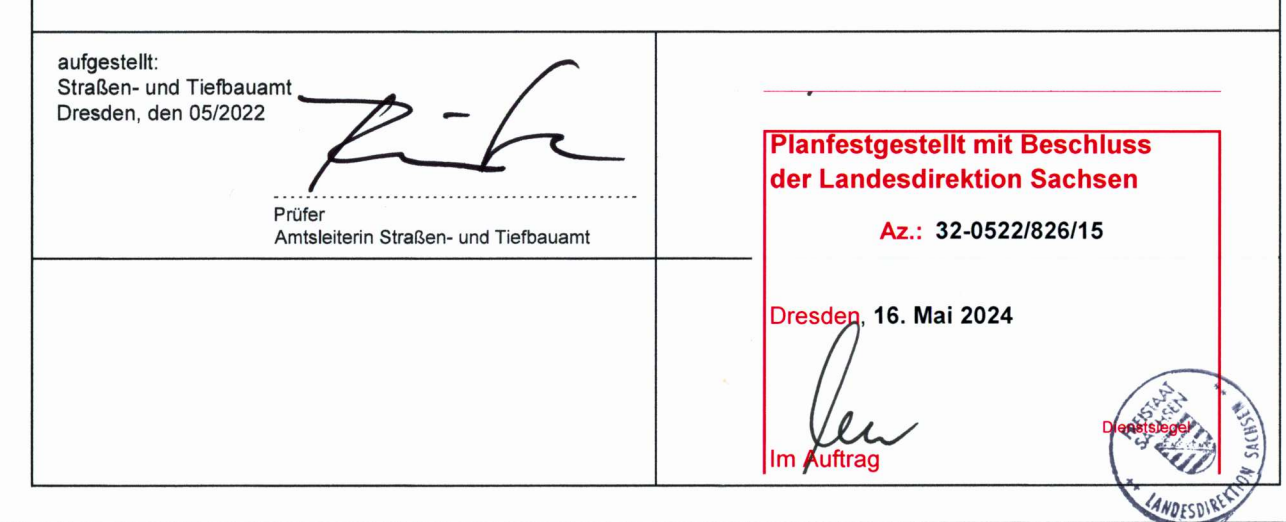 aufgestellt:
Straßen- und Tiefbauamt
Dresden, den 05/2022
Prüfer
Amtsleiterin Straßen- und Tiefbauamt
Planfestgestellt mit Beschluss
der Landesdirektion Sachsen
Az.: 32-0522/826/15
Dresden, 16. Mai 2024
Im Auftrag
Dienstsiegel
FREISTAAT
SACHSEN
LANDESDIREKTION SACHSEN